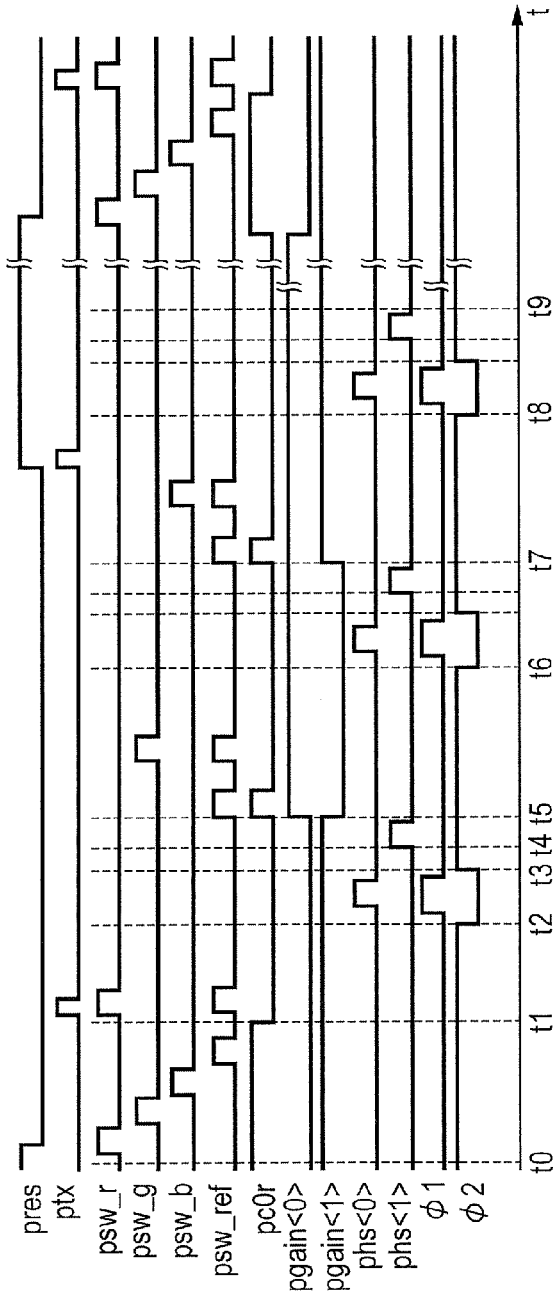 pres
ptx
psw_r
psw_g
psw_b
psw_ref
pc0r
pgain<0>
pgain<1>
phs<0>
phs<1>
ϕ1
ϕ2
t0 t1 t2 t3 t4 t5 t6 t7 t8 t9 t